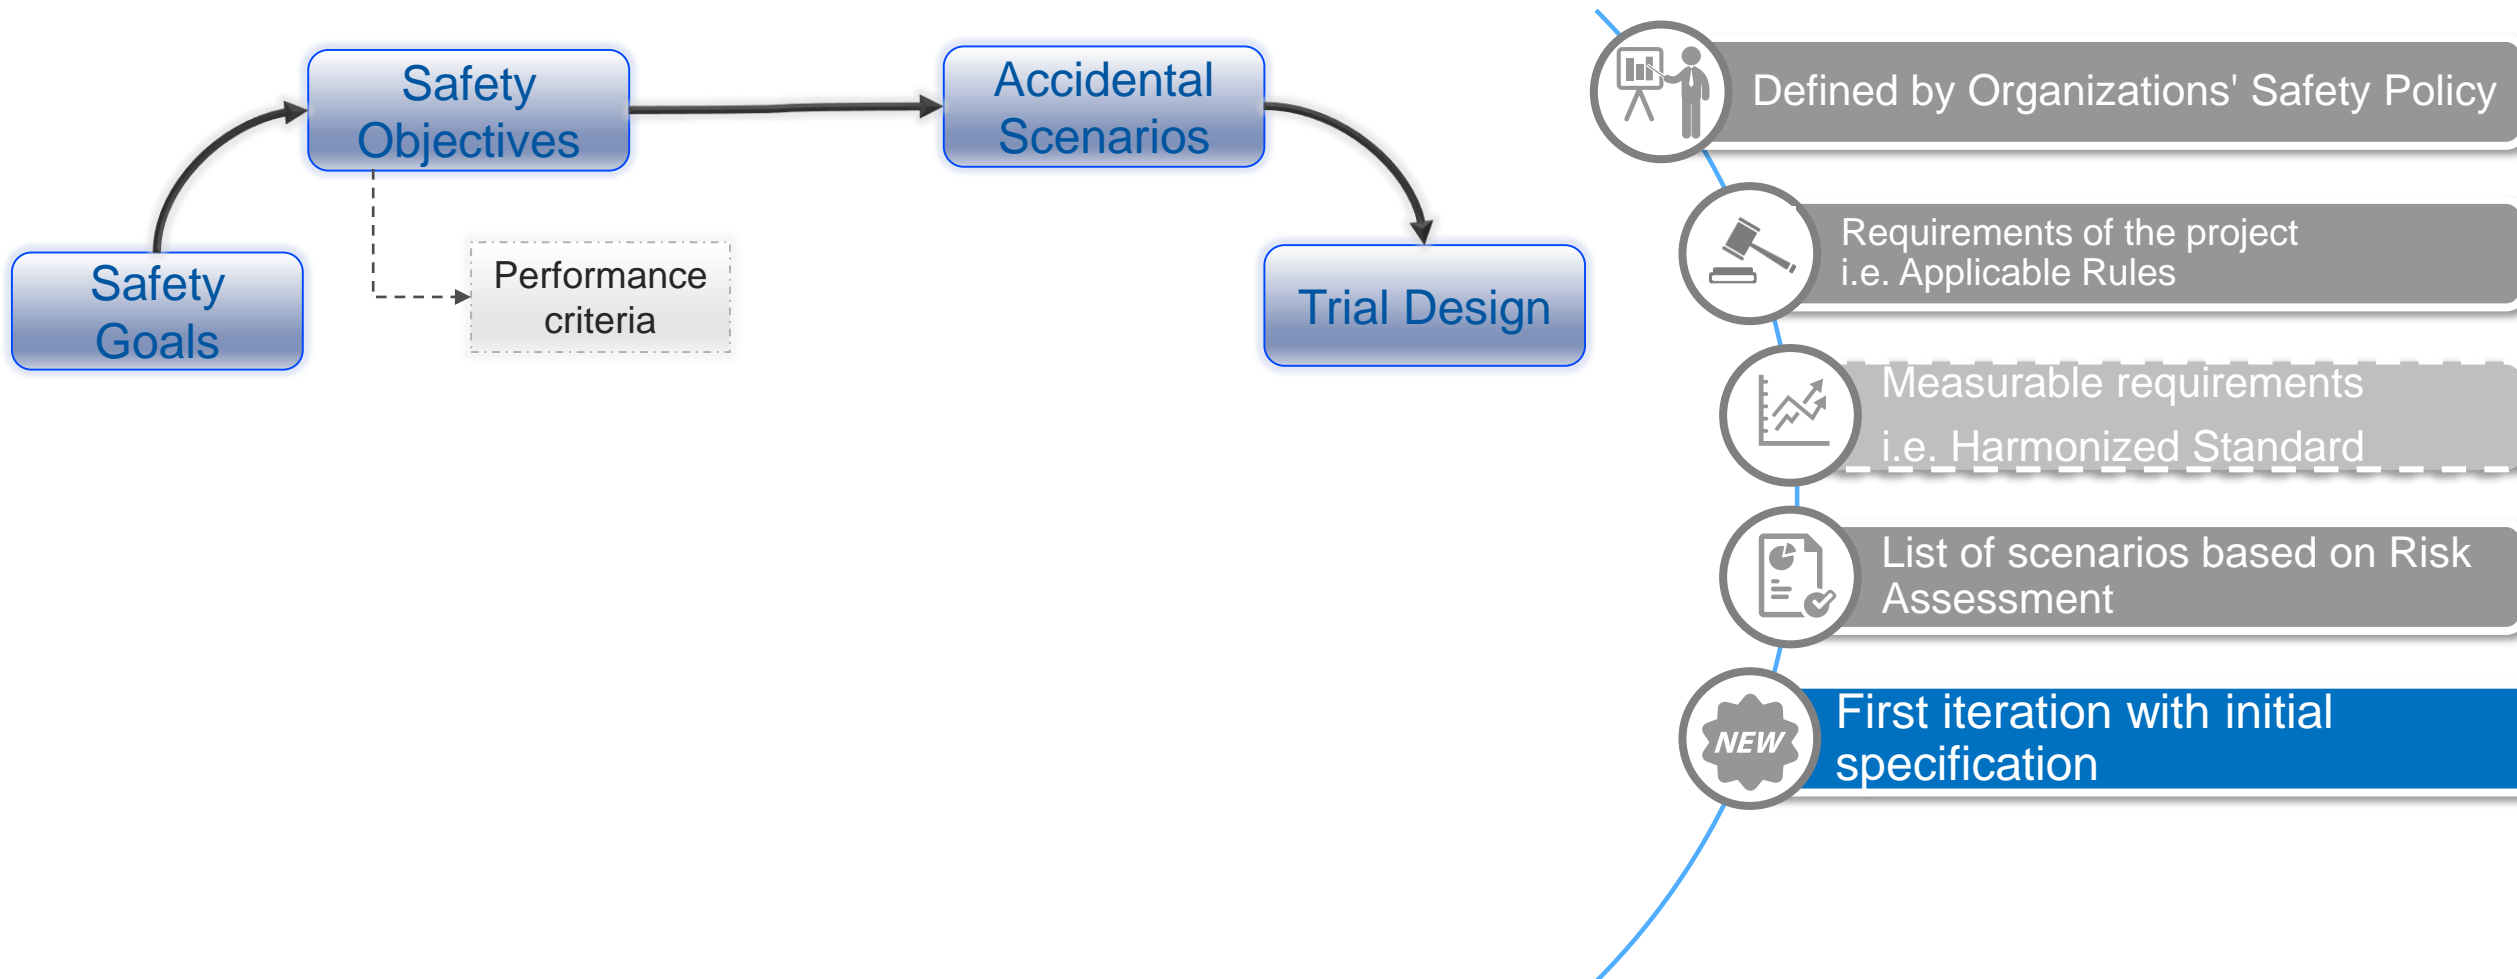 Safety
Objectives
Accidental
Scenarios
Safety
Goals
Performance
criteria
Trial Design
Defined by Organizations' Safety Policy
Requirements of the project
i.e. Applicable Rules
Measurable requirements
i.e. Harmonized Standard
List of scenarios based on Risk
Assessment
NEW
First iteration with initial
specification